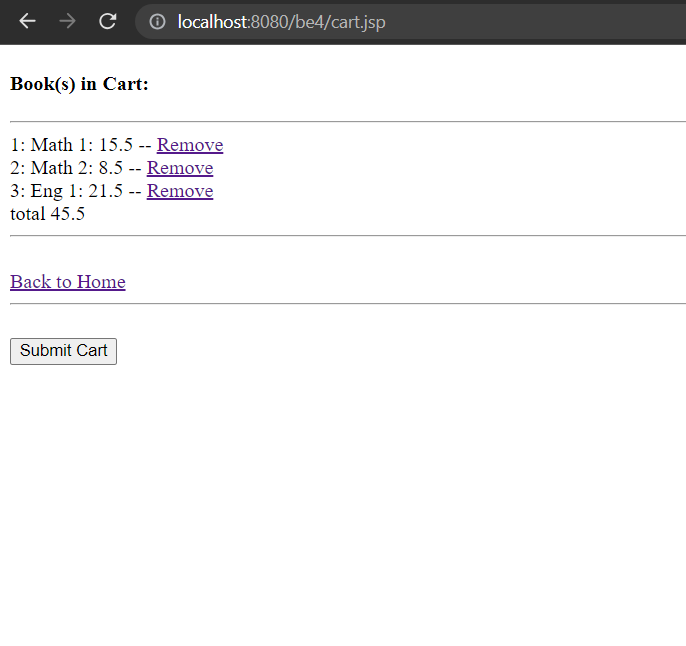 localhost:8080/be4/cart.jsp
Book(s) in Cart:
1: Math 1: 15.5 -- Remove
2: Math 2: 8.5 -- Remove
3: Eng 1: 21.5 -- Remove
total 45.5
Back to Home
Submit Cart